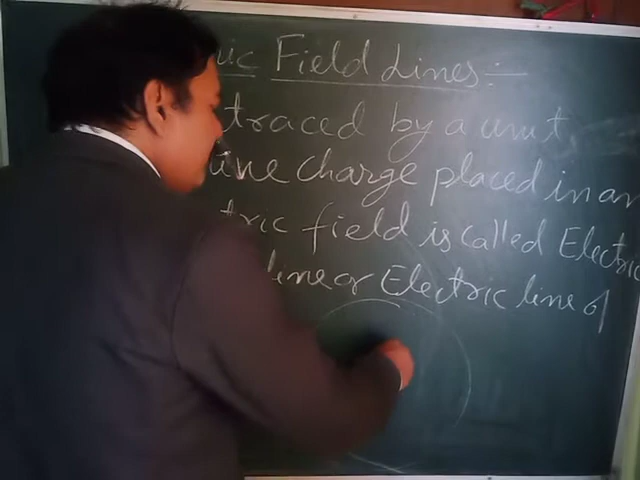 ric Field Lines:-
traced by a unit
ive charge placed in an
tric field is called Electric
line or Electric line of